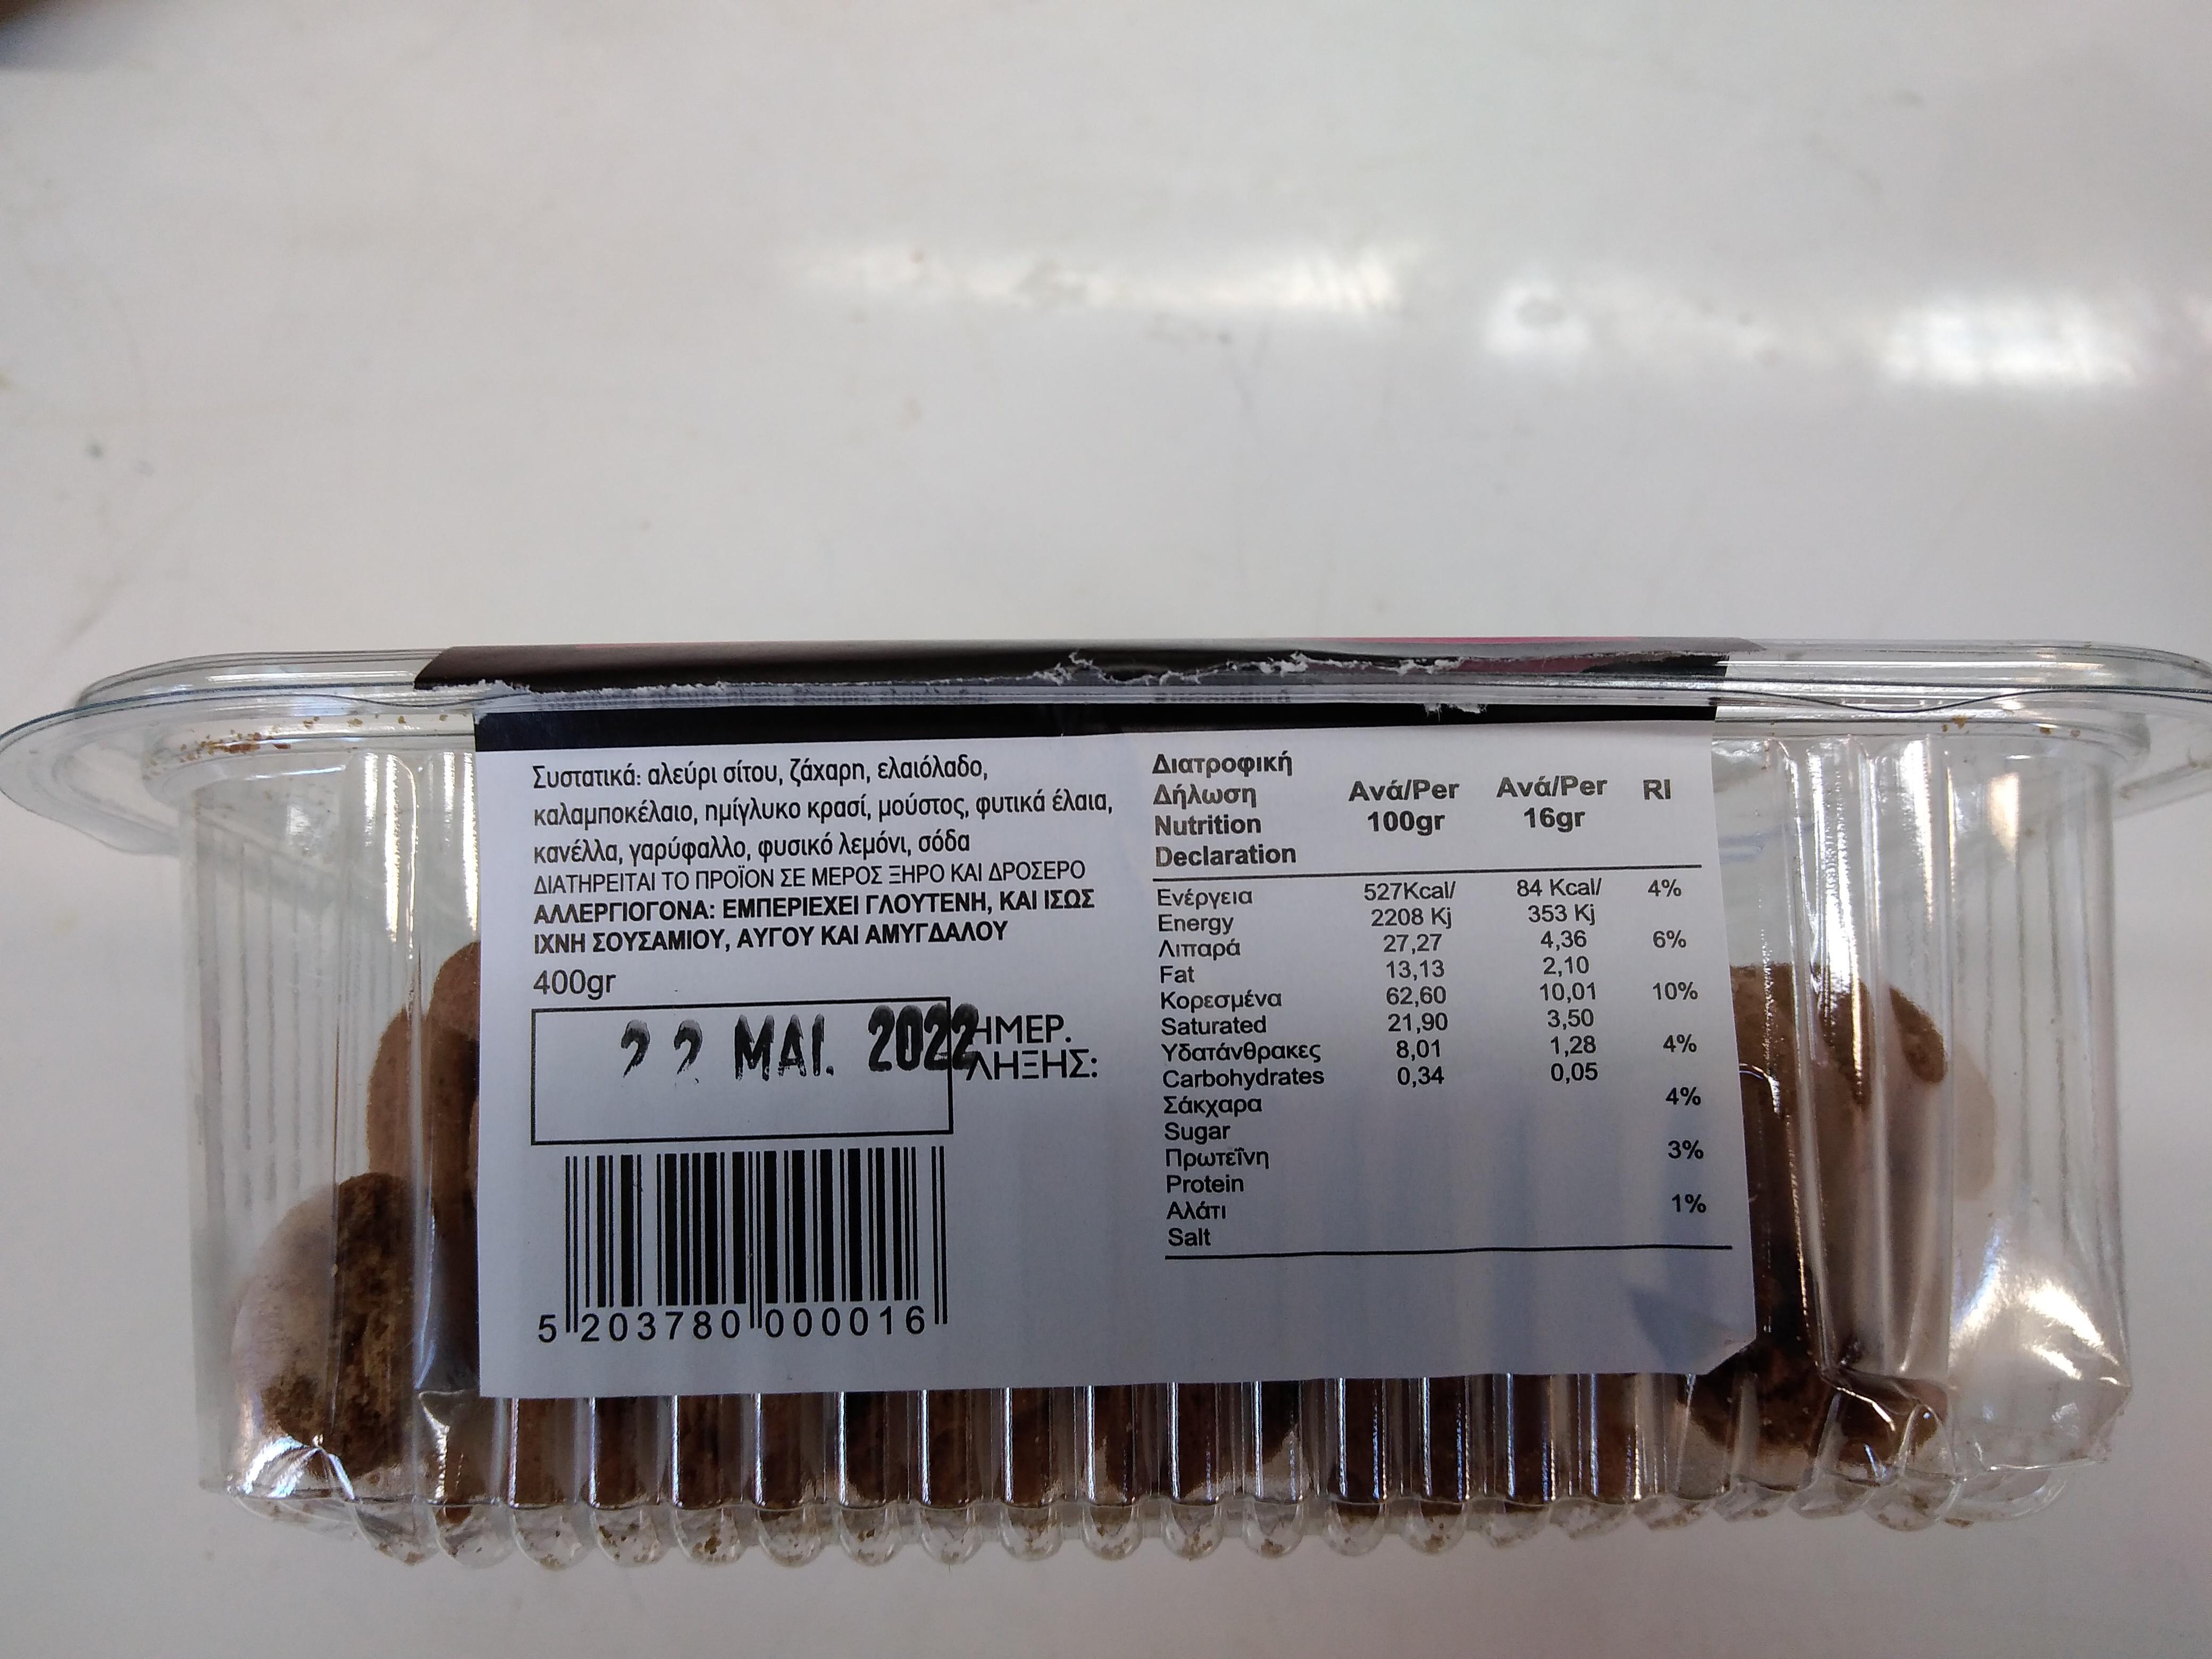 Συστατικά: αλεύρι σίτου, ζάχαρη, ελαιόλαδο,
καλαμποκέλαιο, ημίγλυκο κρασί, μούστος, φυτικά έλαια,
κανέλλα, γαρύφαλλο, φυσικό λεμόνι, σόδα
ΔΙΑΤΗΡΕΙΤΑΙ ΤΟ ΠΡΟΪΟΝ ΣΕ ΜΕΡΟΣ ΞΗΡΟ ΚΑΙ ΔΡΟΣΕΡΟ
ΑΛΛΕΡΓΙΟΓΟΝΑ: ΕΜΠΕΡΙΕΧΕΙ ΓΛΟΥΤΕΝΗ, ΚΑΙ ΙΣΩΣ
ΙΧΝΗ ΣΟΥΣΑΜΙΟΥ, ΑΥΓΟΥ ΚΑΙ ΑΜΥΓΔΑΛΟΥ
400gr
22 ΜΑΙ. 2022
ΗΜΕΡ.
ΛΗΞΗΣ:
5 203780 000016
Διατροφική
Δήλωση
Nutrition
Declaration
Ανά/Per
100gr
Ανά/Per
16gr
RI
Ενέργεια 527Kcal/ 84 Kcal/ 4%
Energy 2208 Kj 353 Kj
Λιπαρά 27,27 4,36 6%
Fat 13,13 2,10
Κορεσμένα 62,60 10,01 10%
Saturated 21,90 3,50
Υδατάνθρακες 8,01 1,28 4%
Carbohydrates 0,34 0,05
Σάκχαρα 4%
Sugar
Πρωτεΐνη 3%
Protein
Αλάτι 1%
Salt